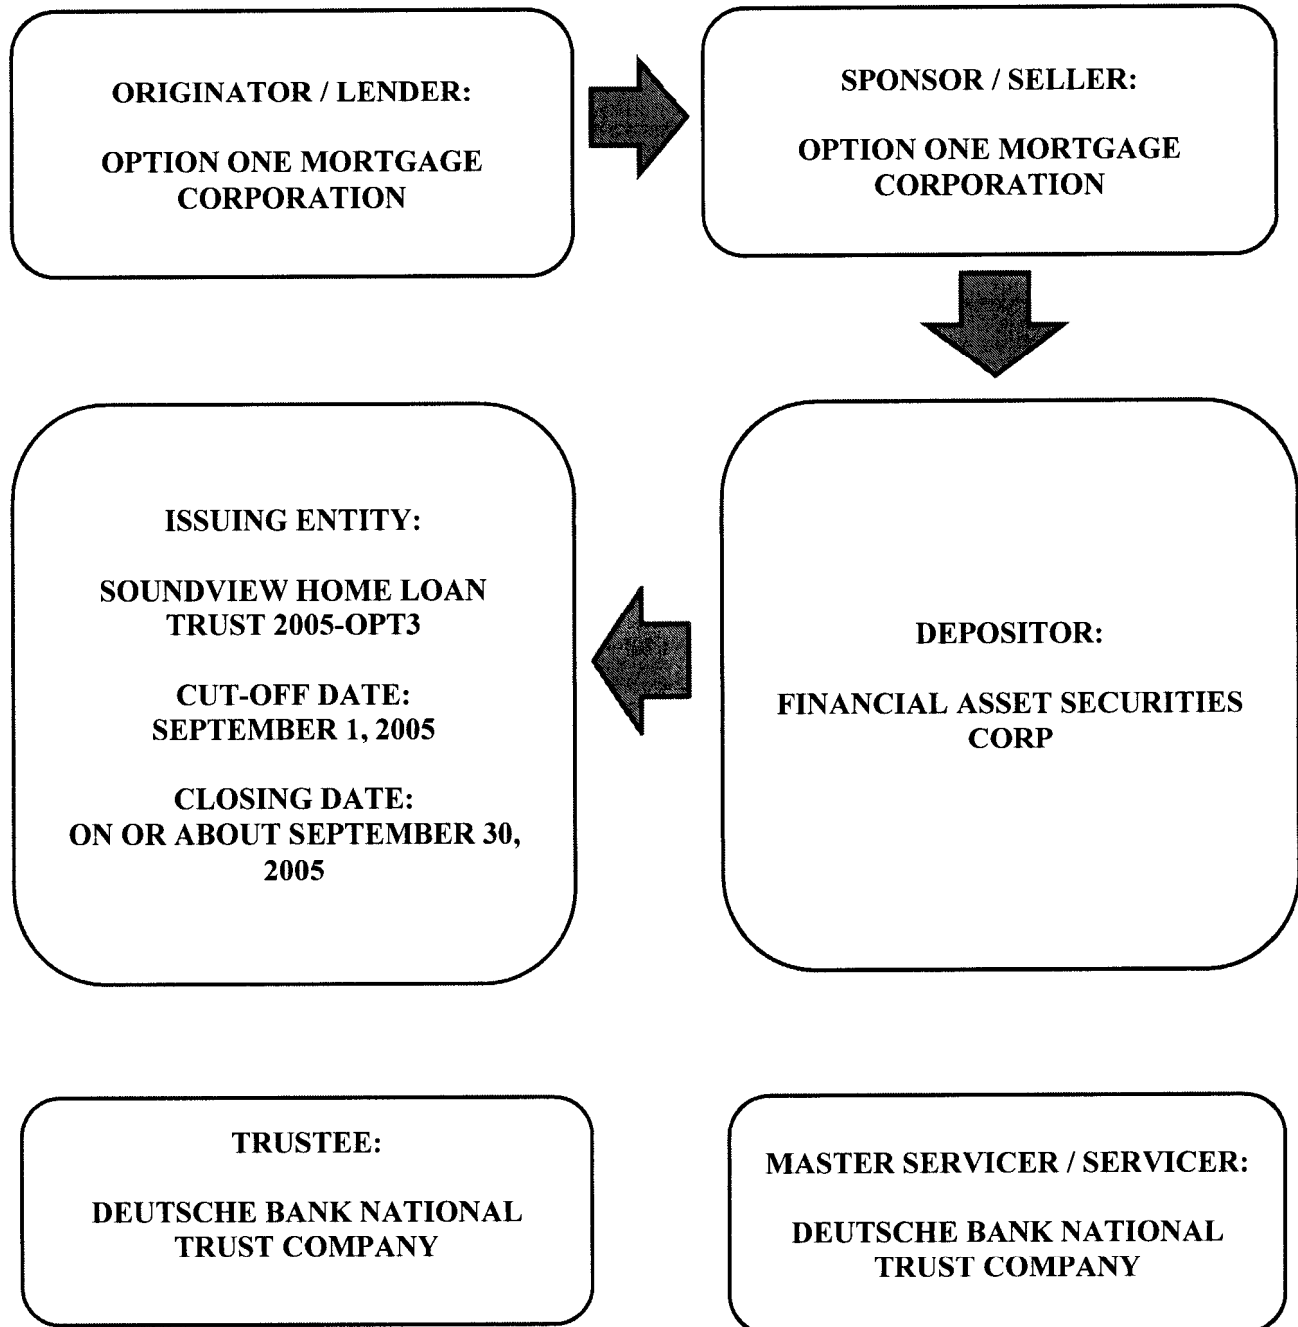 ORIGINATOR / LENDER:
OPTION ONE MORTGAGE
CORPORATION
SPONSOR / SELLER:
OPTION ONE MORTGAGE
CORPORATION
ISSUING ENTITY:
SOUNDVIEW HOME LOAN
TRUST 2005-OPT3
CUT-OFF DATE:
SEPTEMBER 1, 2005
CLOSING DATE:
ON OR ABOUT SEPTEMBER 30,
2005
DEPOSITOR:
FINANCIAL ASSET SECURITIES
CORP
TRUSTEE:
DEUTSCHE BANK NATIONAL
TRUST COMPANY
MASTER SERVICER / SERVICER:
DEUTSCHE BANK NATIONAL
TRUST COMPANY